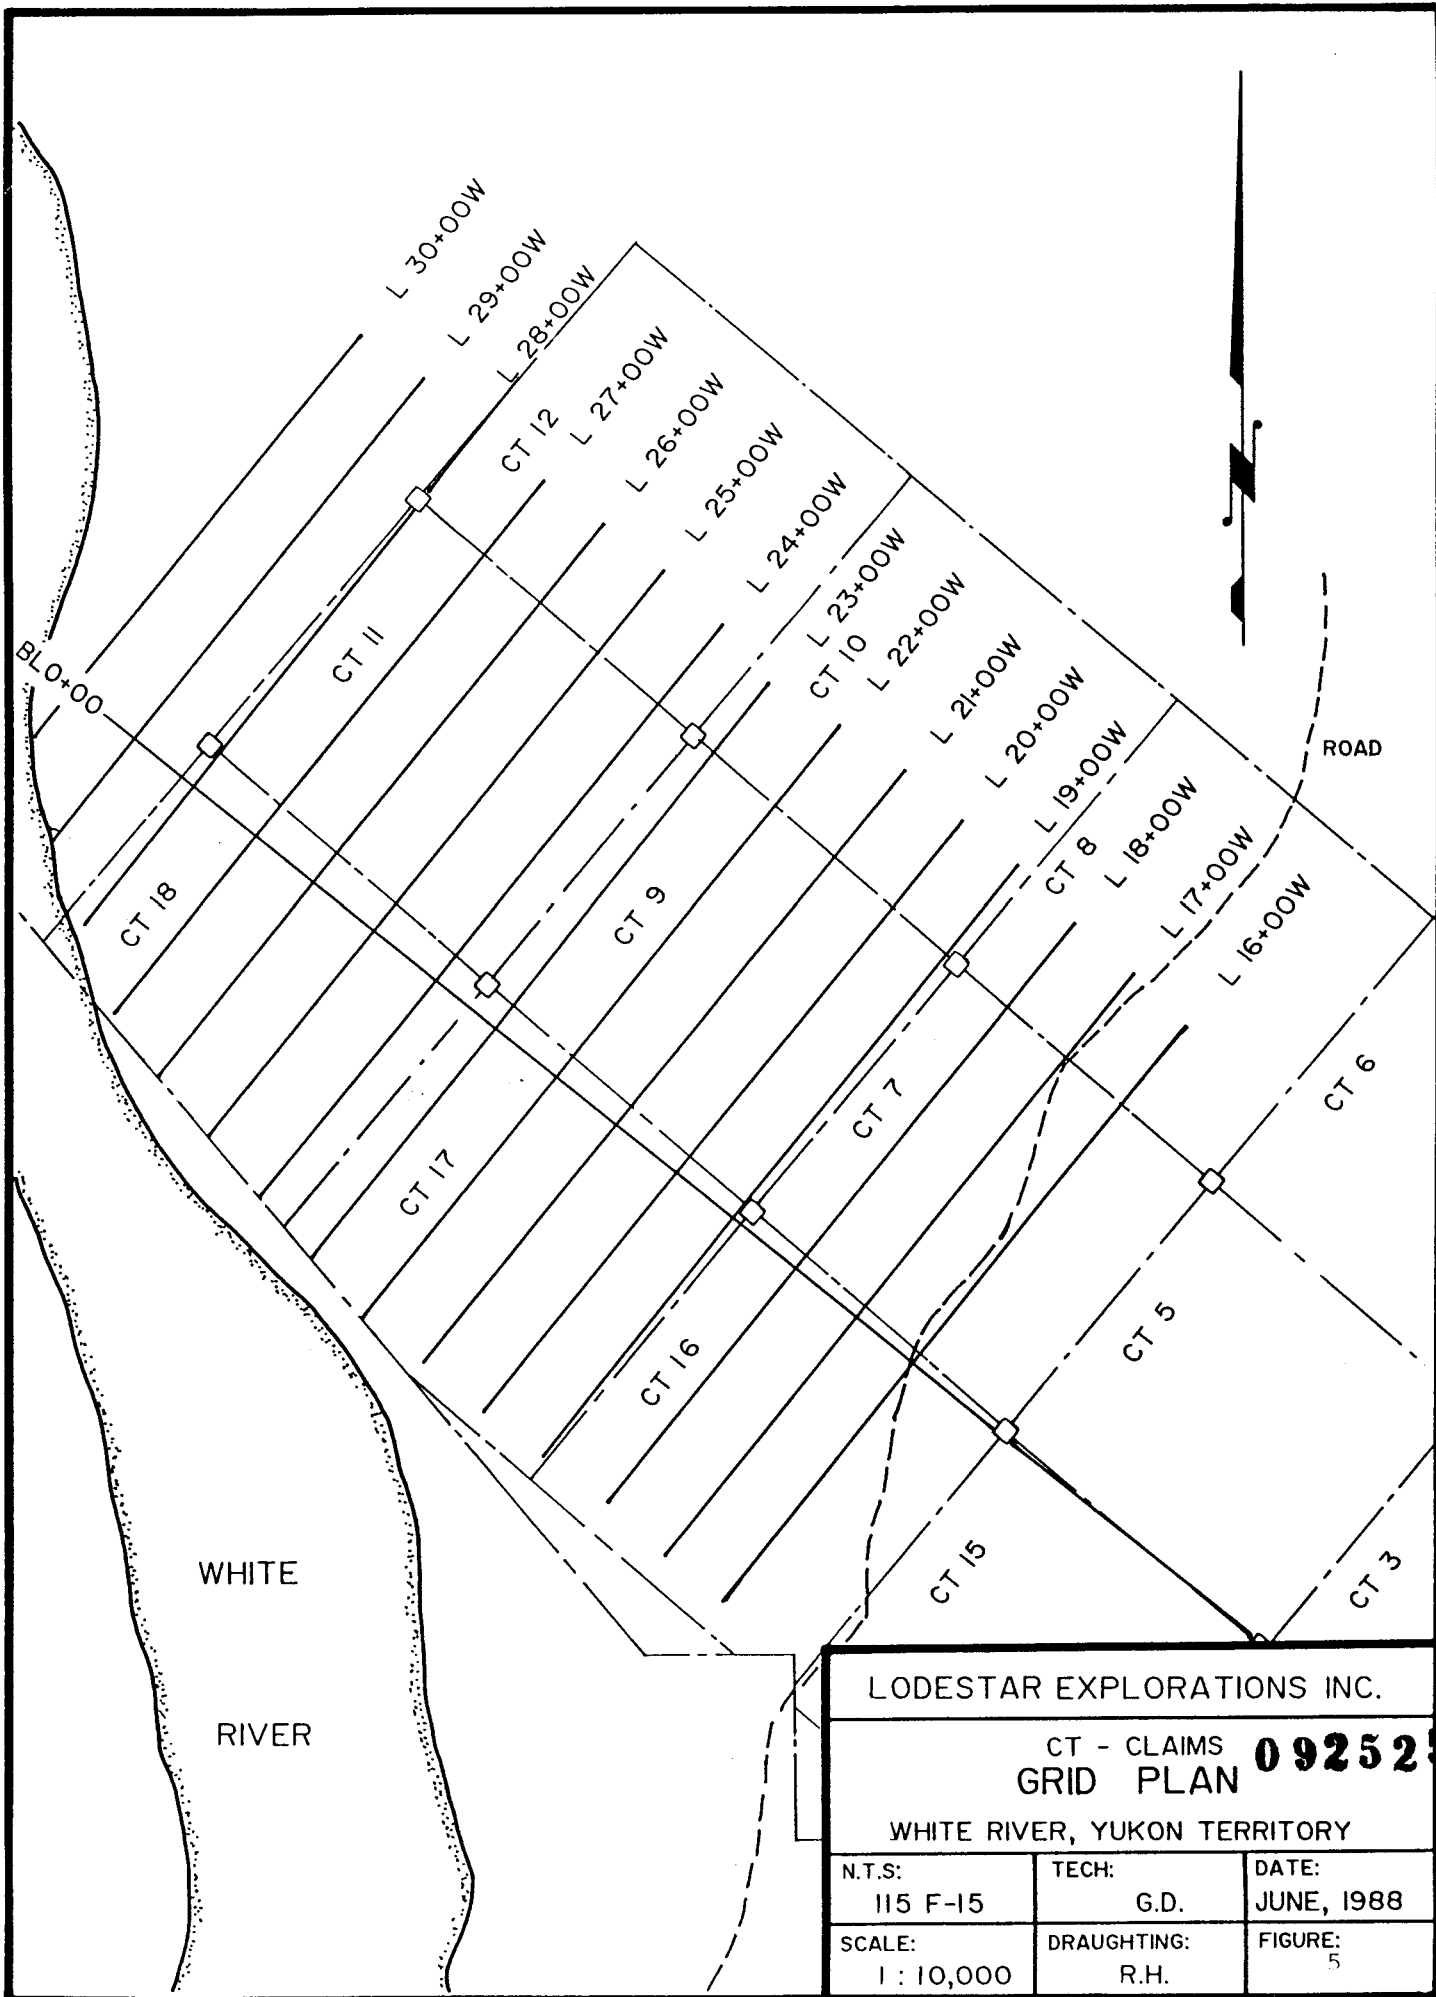 L 30+00W
L 29+00W
L 28+00W
L 27+00W
L 26+00W
L 25+00W
L 24+00W
L 23+00W
L 22+00W
L 21+00W
L 20+00W
L 19+00W
L 18+00W
L 17+00W
L 16+00W
CT 12
CT 11
CT 10
BL0+00
ROAD
CT 8
CT 18
CT 9
CT 7
CT 6
CT 17
CT 5
CT 16
CT 15
CT 3
WHITE
RIVER
LODESTAR EXPLORATIONS INC.
CT - CLAIMS
GRID PLAN
WHITE RIVER, YUKON TERRITORY
N.T.S:
115 F-15
TECH:
G.D.
DATE:
JUNE, 1988
SCALE:
1 : 10,000
DRAUGHTING:
R.H.
FIGURE:
5